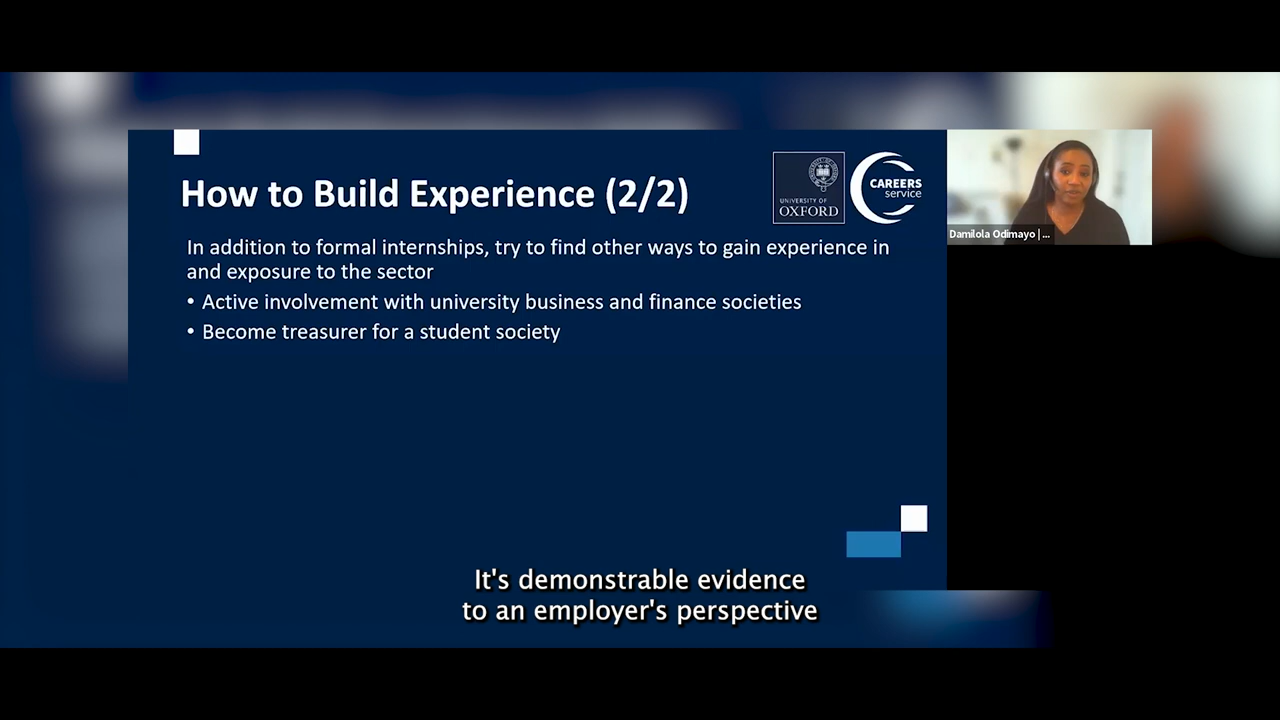 How to Build Experience (2/2)
UNIVERSITY OF
OXFORD
CAREERS
service
In addition to formal internships, try to find other ways to gain experience in
and exposure to the sector
• Active involvement with university business and finance societies
• Become treasurer for a student society
Damilola Odimayo | ...
It's demonstrable evidence
to an employer's perspective